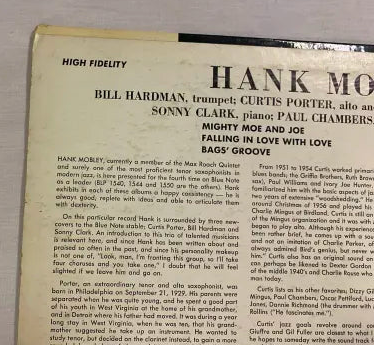 HIGH FIDELITY
HANK MO
BILL HARDMAN, trumpet; CURTIS PORTER, alto and
SONNY CLARK, piano; PAUL CHAMBERS,
MIGHTY MOE AND JOE
FALLING IN LOVE WITH LOVE
BAGS' GROOVE
HANK MOBLEY, currently a member of the Max Roach Quintet
and surely one of the most proficient tenor saxophonists in
modern jazz, is here presented for the fourth time on Blue Note
as a leader (BLP 1540, 1544 and 1550 are the others). Hank
exhibits in each of these albums a happy consistency — he is
always good, replete with ideas and able to articulate them
with dexterity.
On this particular record Hank is surrounded by three new-
comers to the Blue Note stable; Curtis Porter, Bill Hardman and
Sonny Clark. An introduction to this trio of talented musicians
is relevant here, and since Hank has been written about and
praised so often in the past, and since his personality makeup
is not one of, "Look, man, I'm fronting this group, so I'll take
four choruses and you take one," I doubt that he will feel
slighted if we leave him and go on.
Porter, an extraordinary tenor and alto saxophonist, was
born in Philadelphia on September 21, 1929. His parents were
separated when he was quite young, and he spent a good part
of his youth in West Virginia at the home of his grandmother,
and in Detroit where his father had moved. It was during a year
long stay in West Virginia, when he was ten, that his grand-
mother suggested he take up an instrument. He wanted to
study tenor, but decided on the clarinet instead, to gain a more
From 1951 to 1954 Curtis worked primar
blues bands; the Griffin Brothers, Ruth Brow
Paul Williams and Ivory Joe Hunter.
familiarized him with the basic aspects of ja
two years of extensive "woodshedding." He
around Christmas of 1956 and played his
Charlie Mingus at Birdland. Curtis is still an
of the Mingus organization and it was with
began to play alto. Although his experience
been rather brief, he comes up with a sou
and not an imitation of Charlie Parker, of
always admired Bird's genius, but never w
him." Curtis also has an original sound on
can perhaps be likened to Dexter Gordon
of the middle 1940's and Charlie Rouse who
man today.
Curtis lists as his other favorites: Dizzy Gil
Mingus, Paul Chambers, Oscar Pettiford, Luc
Jones, Dannie Richmond (the drummer with
Rollins ("He fascinates me").
Curtis' jazz goals revolve around co
Giuffre and Gil Fuller are closest to what
he hopes to someday write the sound track f